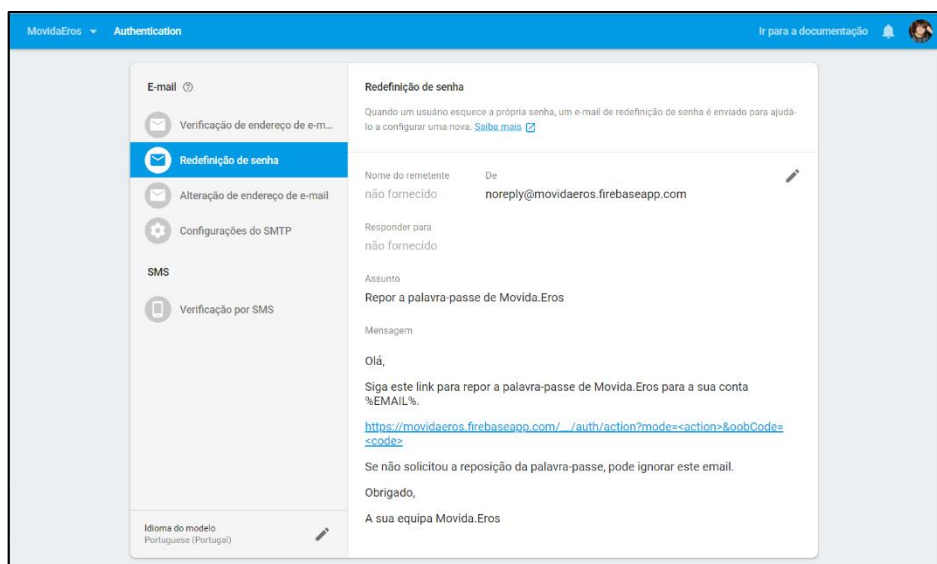 MovidaEros Authentication Ir para a documentação
E-mail
Verificação de endereço de e-m...
Redefinição de senha
Alteração de endereço de e-mail
Configurações do SMTP
SMS
Verificação por SMS
Idioma do modelo
Portuguese (Portugal)
Redefinição de senha
Quando um usuário esquece a própria senha, um e-mail de redefinição de senha é enviado para ajudá-
lo a configurar uma nova. Saiba mais
Nome do remetente De
não fornecido noreply@movidaeros.firebaseapp.com
Responder para
não fornecido
Assunto
Repor a palavra-passe de Movida.Eros
Mensagem
Olá,
Siga este link para repor a palavra-passe de Movida.Eros para a sua conta
%EMAIL%.
https://movidaeros.firebaseapp.com/__/auth/action?mode=<action>&oobCode=
<code>
Se não solicitou a reposição da palavra-passe, pode ignorar este email.
Obrigado,
A sua equipa Movida.Eros